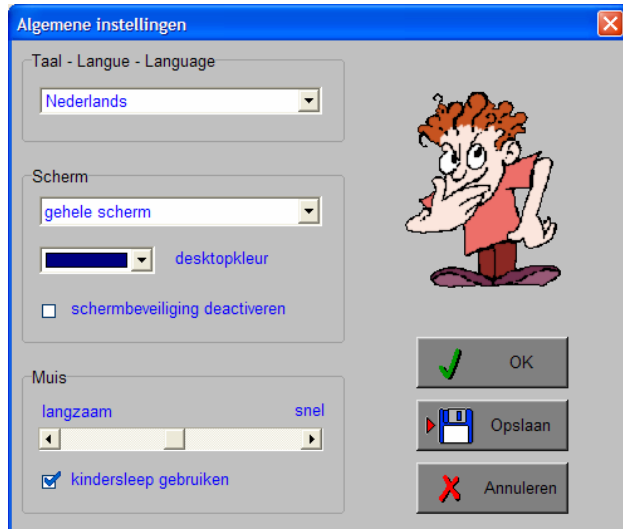 Algemene instellingen
Taal - Langue - Language
Nederlands
Scherm
gehele scherm
desktopkleur
schermbeveiliging deactiveren
Muis
langzaam snel
kindersleep gebruiken
OK
Opslaan
Annuleren